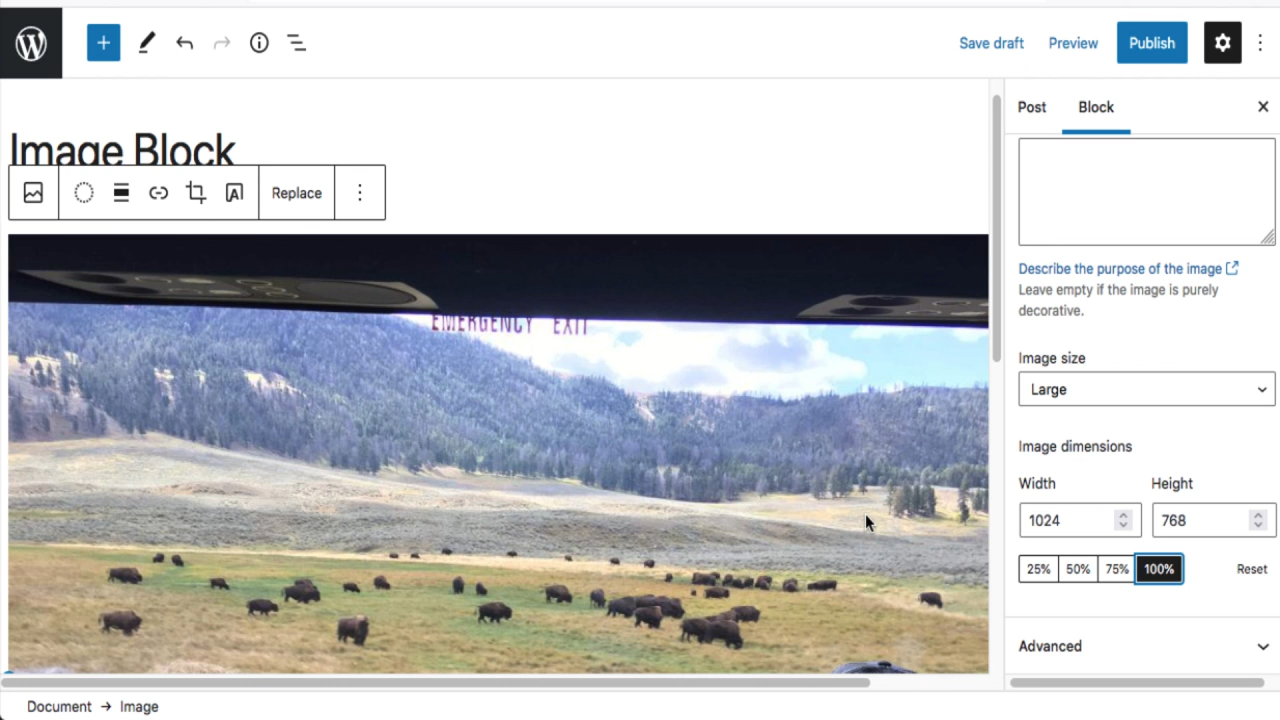 Save draft Preview Publish
Post Block
Image Block
Replace
EMERGENCY EXIT
Describe the purpose of the image
Leave empty if the image is purely
decorative.
Image size
Large
Image dimensions
Width Height
1024 768
25% 50% 75% 100% Reset
Advanced
Document → Image